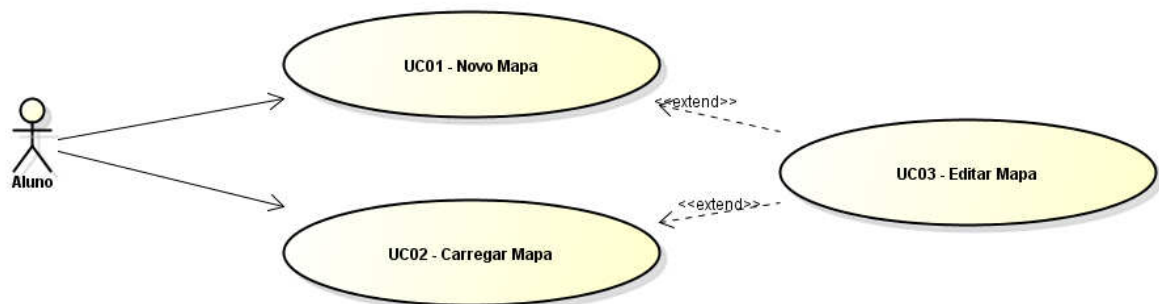 UC01 - Novo Mapa
<<extend>>
Aluno
UC03 - Editar Mapa
<<extend>>
UC02 - Carregar Mapa